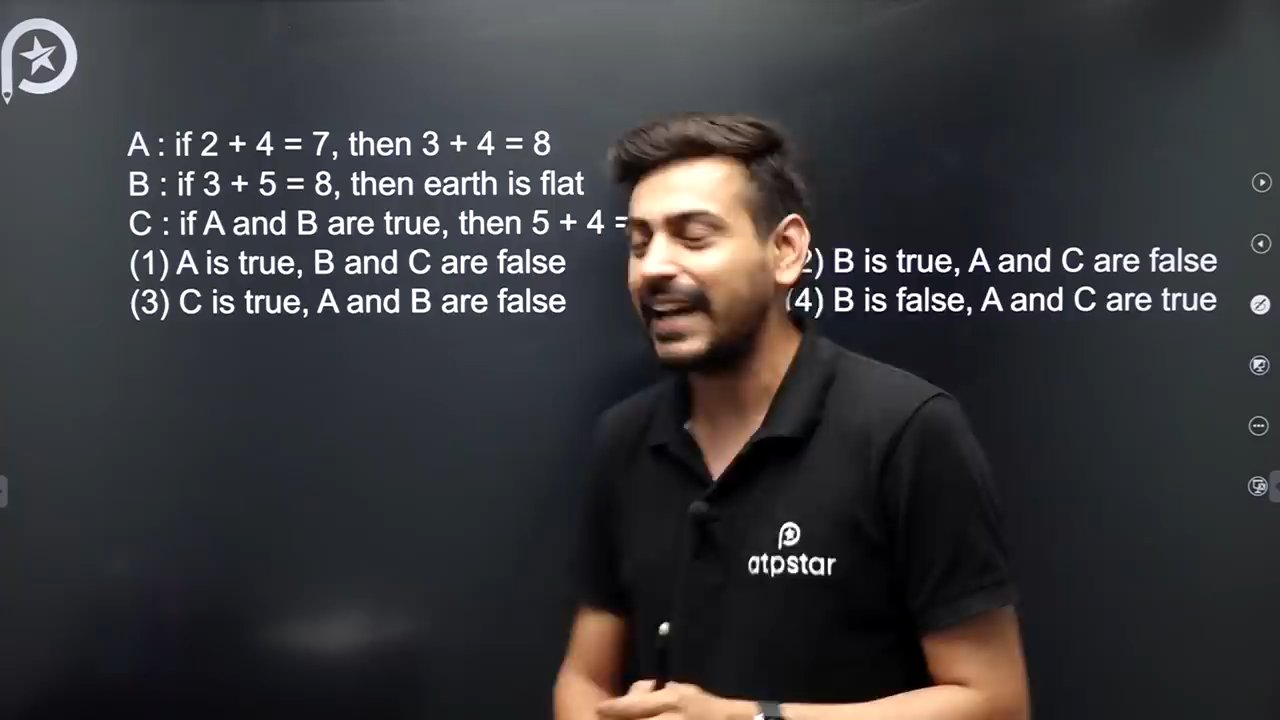 A : if 2 + 4 = 7, then 3 + 4 = 8
B : if 3 + 5 = 8, then earth is flat
C : if A and B are true, then 5 + 4 =
(1) A is true, B and C are false
2) B is true, A and C are false
(3) C is true, A and B are false
(4) B is false, A and C are true
atpstar